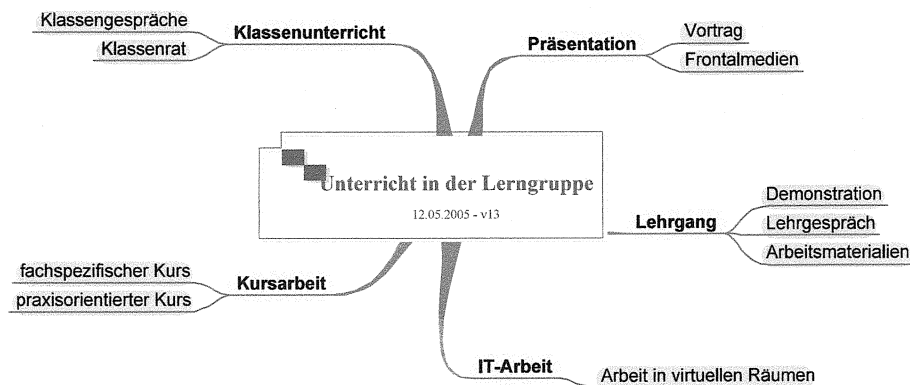 Klassengespräche
Klassenrat
Klassenunterricht
Präsentation
Vortrag
Frontalmedien
Unterricht in der Lerngruppe
12.05.2005 - v13
Lehrgang
Demonstration
Lehrgespräch
Arbeitsmaterialien
fachspezifischer Kurs
praxisorientierter Kurs
Kursarbeit
IT-Arbeit
Arbeit in virtuellen Räumen